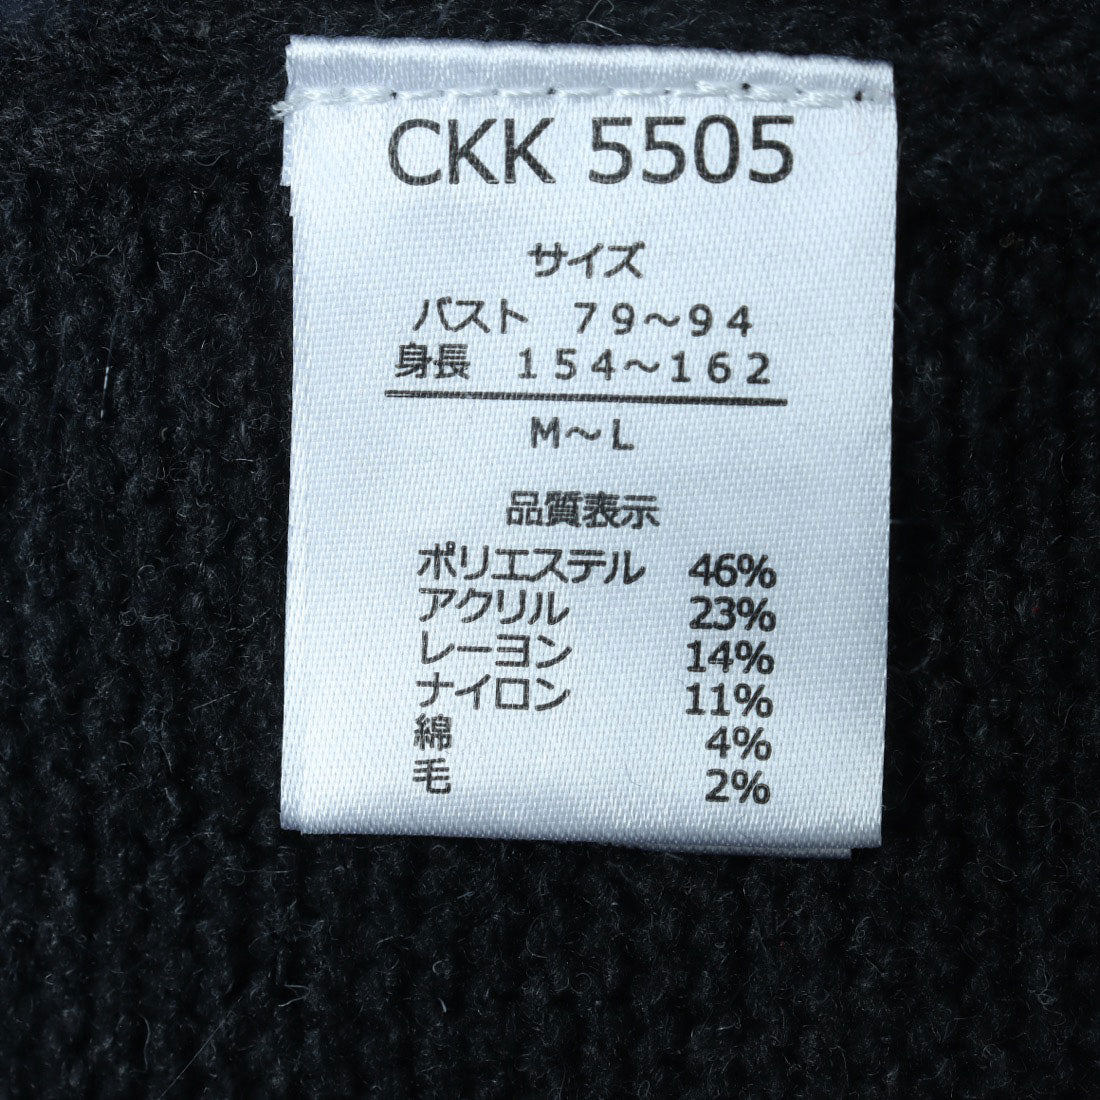 CKK 5505
サイズ
バスト 79～94
身長 154～162
M～L
品質表示
ポリエステル 46%
アクリル 23%
レーヨン 14%
ナイロン 11%
綿 4%
毛 2%